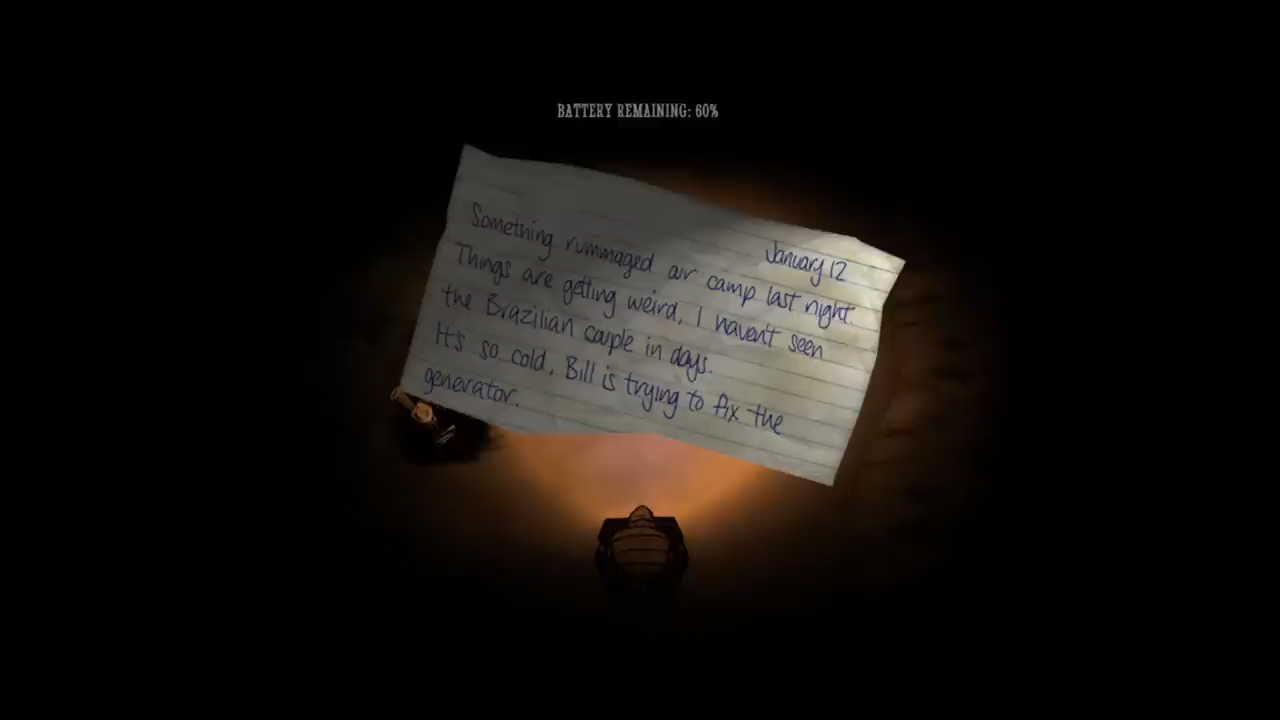 BATTERY REMAINING: 60%
January 12
Something rummaged our camp last night.
Things are getting weird, I haven't seen
the Brazilian couple in days.
It's so cold, Bill is trying to fix the
generator.